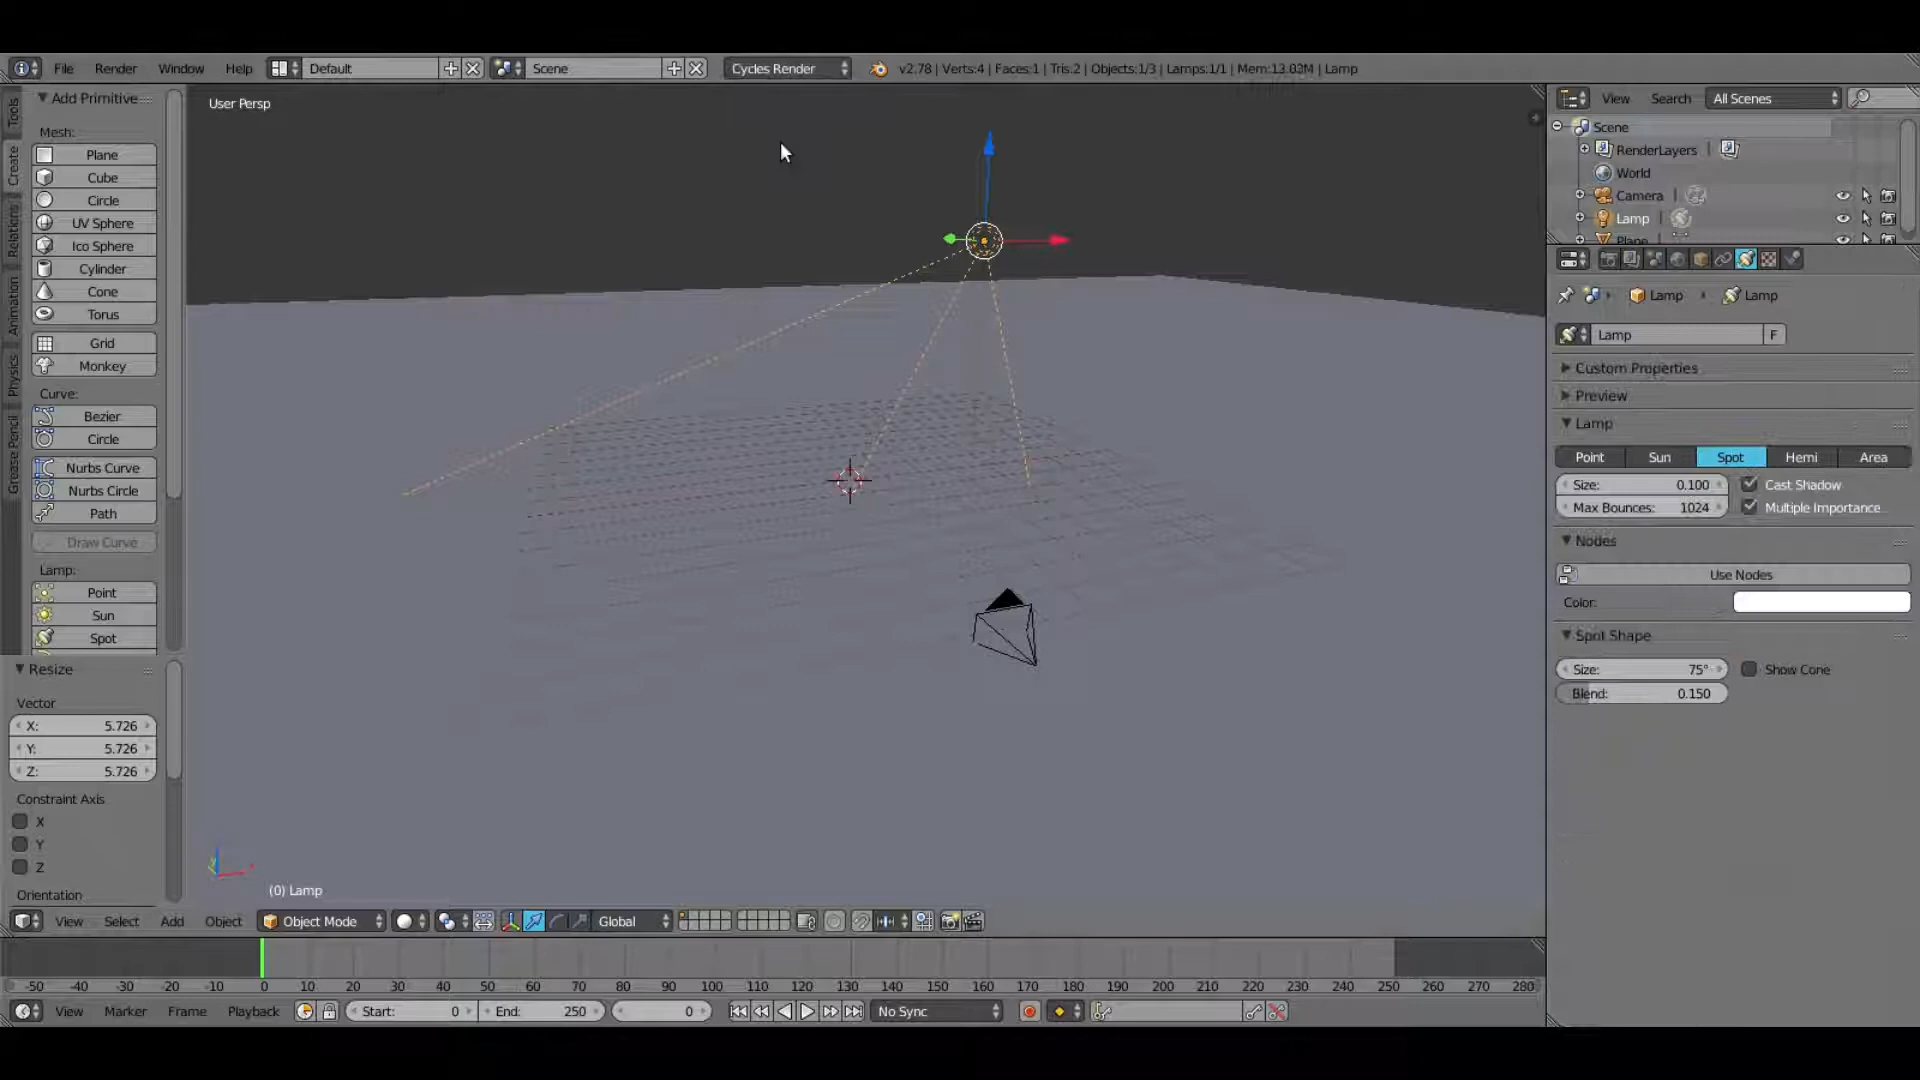 File Render Window Help Default Scene Cycles Render v2.78 | Verts:4 | Faces:1 | Tris:2 | Objects:1/3 | Lamps:1/1 | Mem:13.02M | Lamp
Add Primitive
User Persp
View Search All Scenes
Tools
Create
Relations
Animation
Physics
Grease Pencil
Mesh:
Plane
Cube
Circle
UV Sphere
Ico Sphere
Cylinder
Cone
Torus
Grid
Monkey
Curve:
Bezier
Circle
Nurbs Curve
Nurbs Circle
Path
Draw Curve
Lamp:
Point
Sun
Spot
Resize
Vector
X: 5.726
Y: 5.726
Z: 5.726
Constraint Axis
X
Y
Z
Orientation
(0) Lamp
Scene
RenderLayers
World
Camera
Lamp
Plane
Lamp Lamp
Lamp F
Custom Properties
Preview
Lamp
Point Sun Spot Hemi Area
Size: 0.100 Cast Shadow
Max Bounces: 1024 Multiple Importance
Nodes
Use Nodes
Color:
Spot Shape
Size: 75° Show Cone
Blend: 0.150
View Select Add Object Object Mode Global
-50 -40 -30 -20 -10 0 10 20 30 40 50 60 70 80 90 100 110 120 130 140 150 160 170 180 190 200 210 220 230 240 250 260 270 280
View Marker Frame Playback Start: 0 End: 250 0 No Sync